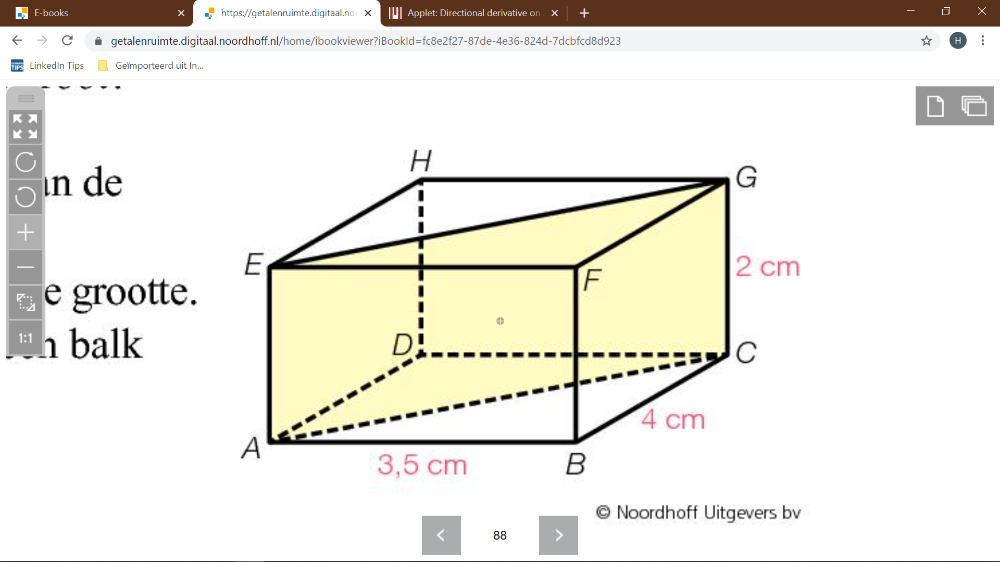 E-books
https://getalenruimte.digitaal.noo
Applet: Directional derivative on
getalenruimte.digitaal.noordhoff.nl/home/ibookviewer?iBookId=fc8e2f27-87de-4e36-824d-7dcbfcd8d923
H
LinkedIn Tips
Geïmporteerd uit In...
H
G
an de
E
2 cm
F
e grootte.
1:1
balk
D
C
4 cm
A
3,5 cm
B
© Noordhoff Uitgevers bv
88